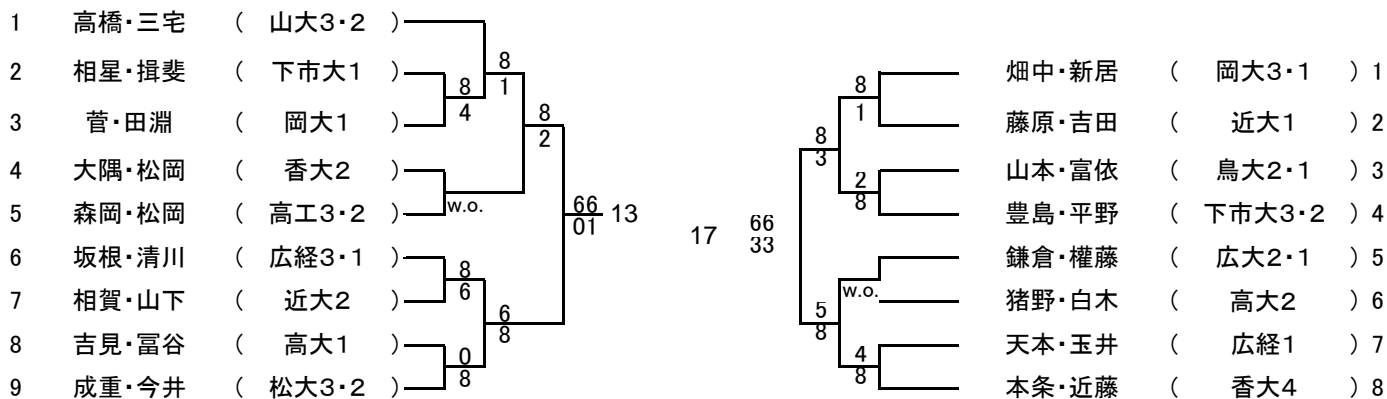 1 高橋・三宅 ( 山大3・2 )
2 相星・揖斐 ( 下市大1 )
3 菅・田淵 ( 岡大1 )
4 大隅・松岡 ( 香大2 )
5 森岡・松岡 ( 高工3・2 )
6 坂根・清川 ( 広経3・1 )
7 相賀・山下 ( 近大2 )
8 吉見・冨谷 ( 高大1 )
9 成重・今井 ( 松大3・2 )
8
4
8
1
8
2
w.o.
8
6
0
8
6
8
66
01
13
17
66
33
8
3
8
1
2
8
w.o.
5
8
4
8
畑中・新居 ( 岡大3・1 ) 1
藤原・吉田 ( 近大1 ) 2
山本・富依 ( 鳥大2・1 ) 3
豊島・平野 ( 下市大3・2 ) 4
鎌倉・權藤 ( 広大2・1 ) 5
猪野・白木 ( 高大2 ) 6
天本・玉井 ( 広経1 ) 7
本条・近藤 ( 香大4 ) 8